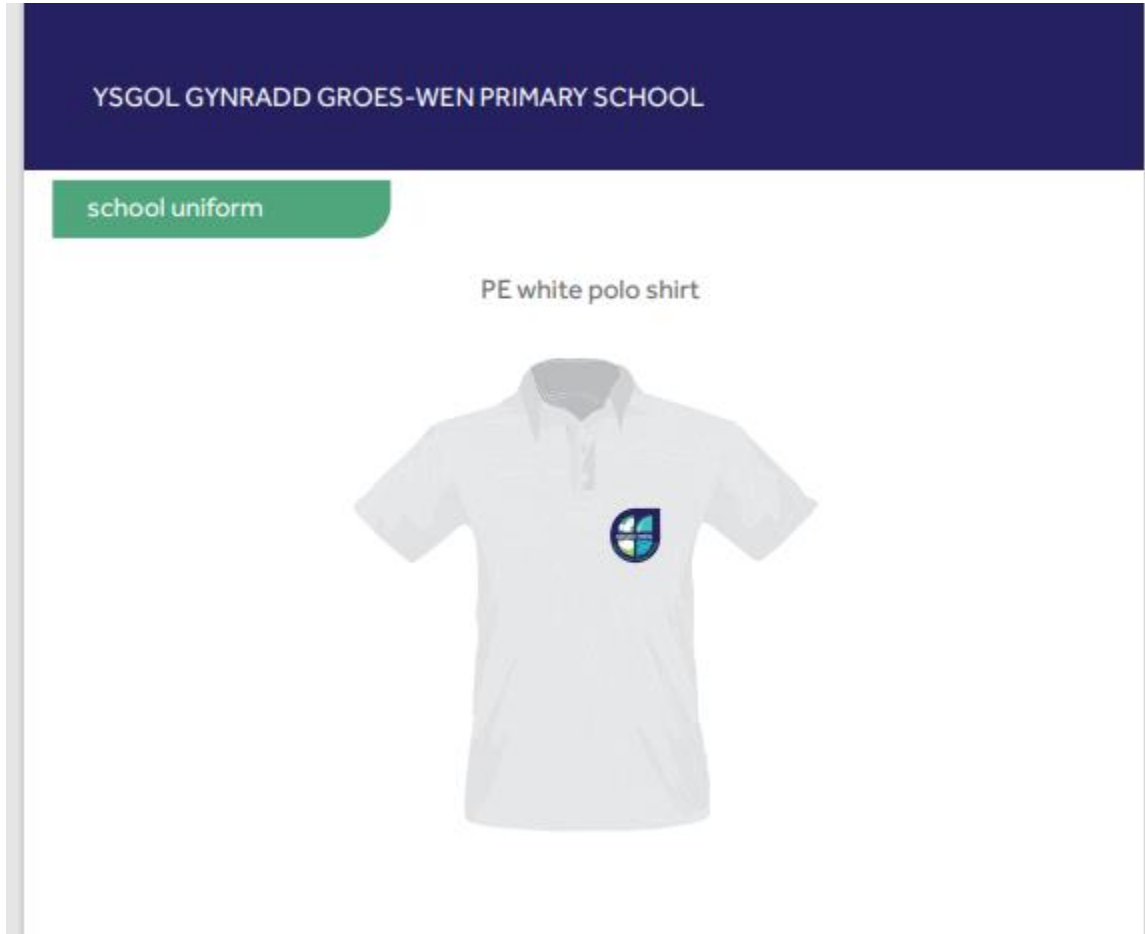 YSGOL GYNRADD GROES-WEN PRIMARY SCHOOL
school uniform
PE white polo shirt